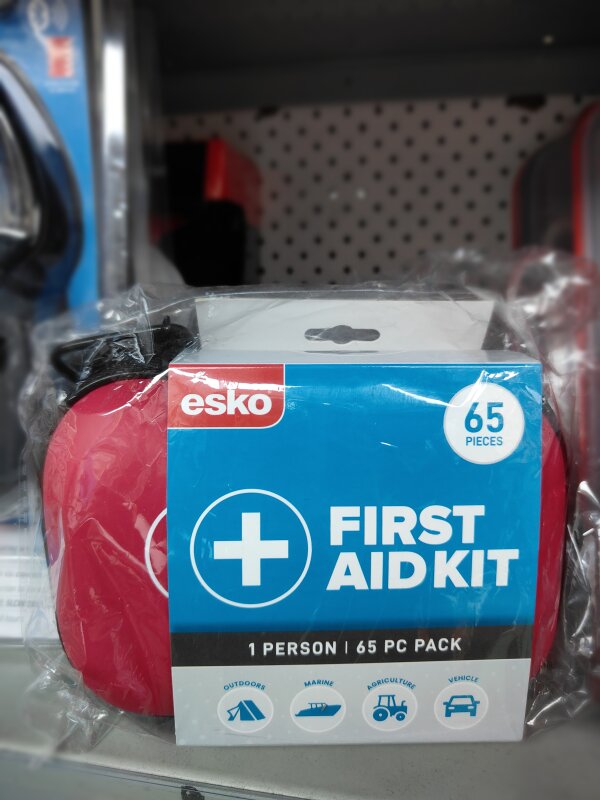 esko
65
PIECES
FIRST
AID KIT
1 PERSON | 65 PC PACK
OUTDOORS
MARINE
AGRICULTURE
VEHICLE